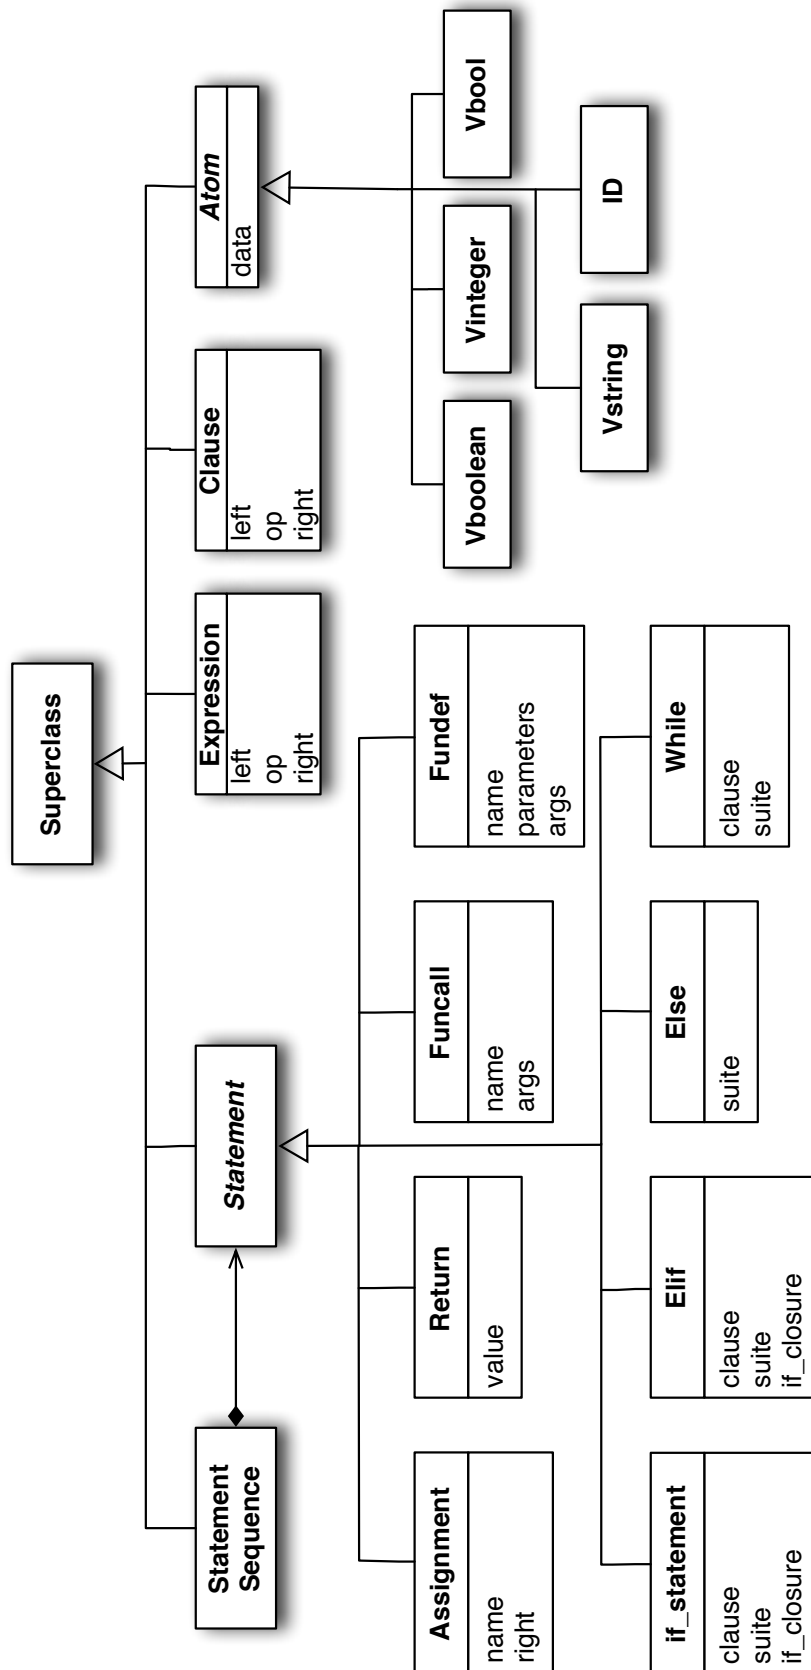 Superclass
Statement
Sequence
Statement
Expression
left
op
right
Clause
left
op
right
Atom
data
Assignment
name
right
Return
value
Funcall
name
args
Fundef
name
parameters
args
Vboolean
Vinteger
Vbool
if_statement
clause
suite
if_closure
Elif
clause
suite
if_closure
Else
suite
While
clause
suite
Vstring
ID